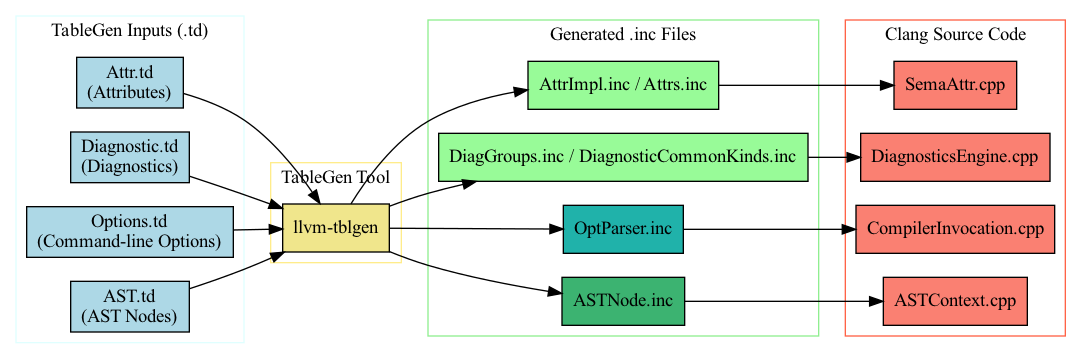 TableGen Inputs (.td)
Attr.td
(Attributes)
Diagnostic.td
(Diagnostics)
Options.td
(Command-line Options)
AST.td
(AST Nodes)
TableGen Tool
llvm-tblgen
Generated .inc Files
AttrImpl.inc / Attrs.inc
DiagGroups.inc / DiagnosticCommonKinds.inc
OptParser.inc
ASTNode.inc
Clang Source Code
SemaAttr.cpp
DiagnosticsEngine.cpp
CompilerInvocation.cpp
ASTContext.cpp